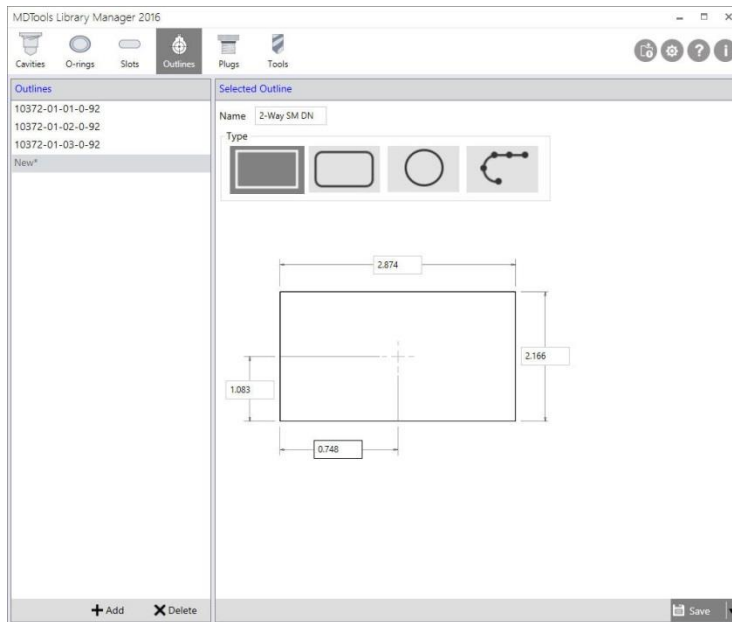 MDTools Library Manager 2016
Cavities O-rings Slots Outlines Plugs Tools
Outlines
10372-01-01-0-92
10372-01-02-0-92
10372-01-03-0-92
New*
Add Delete
Selected Outline
Name 2-Way SM DN
Type
2.874
2.166
1.083
0.748
Save